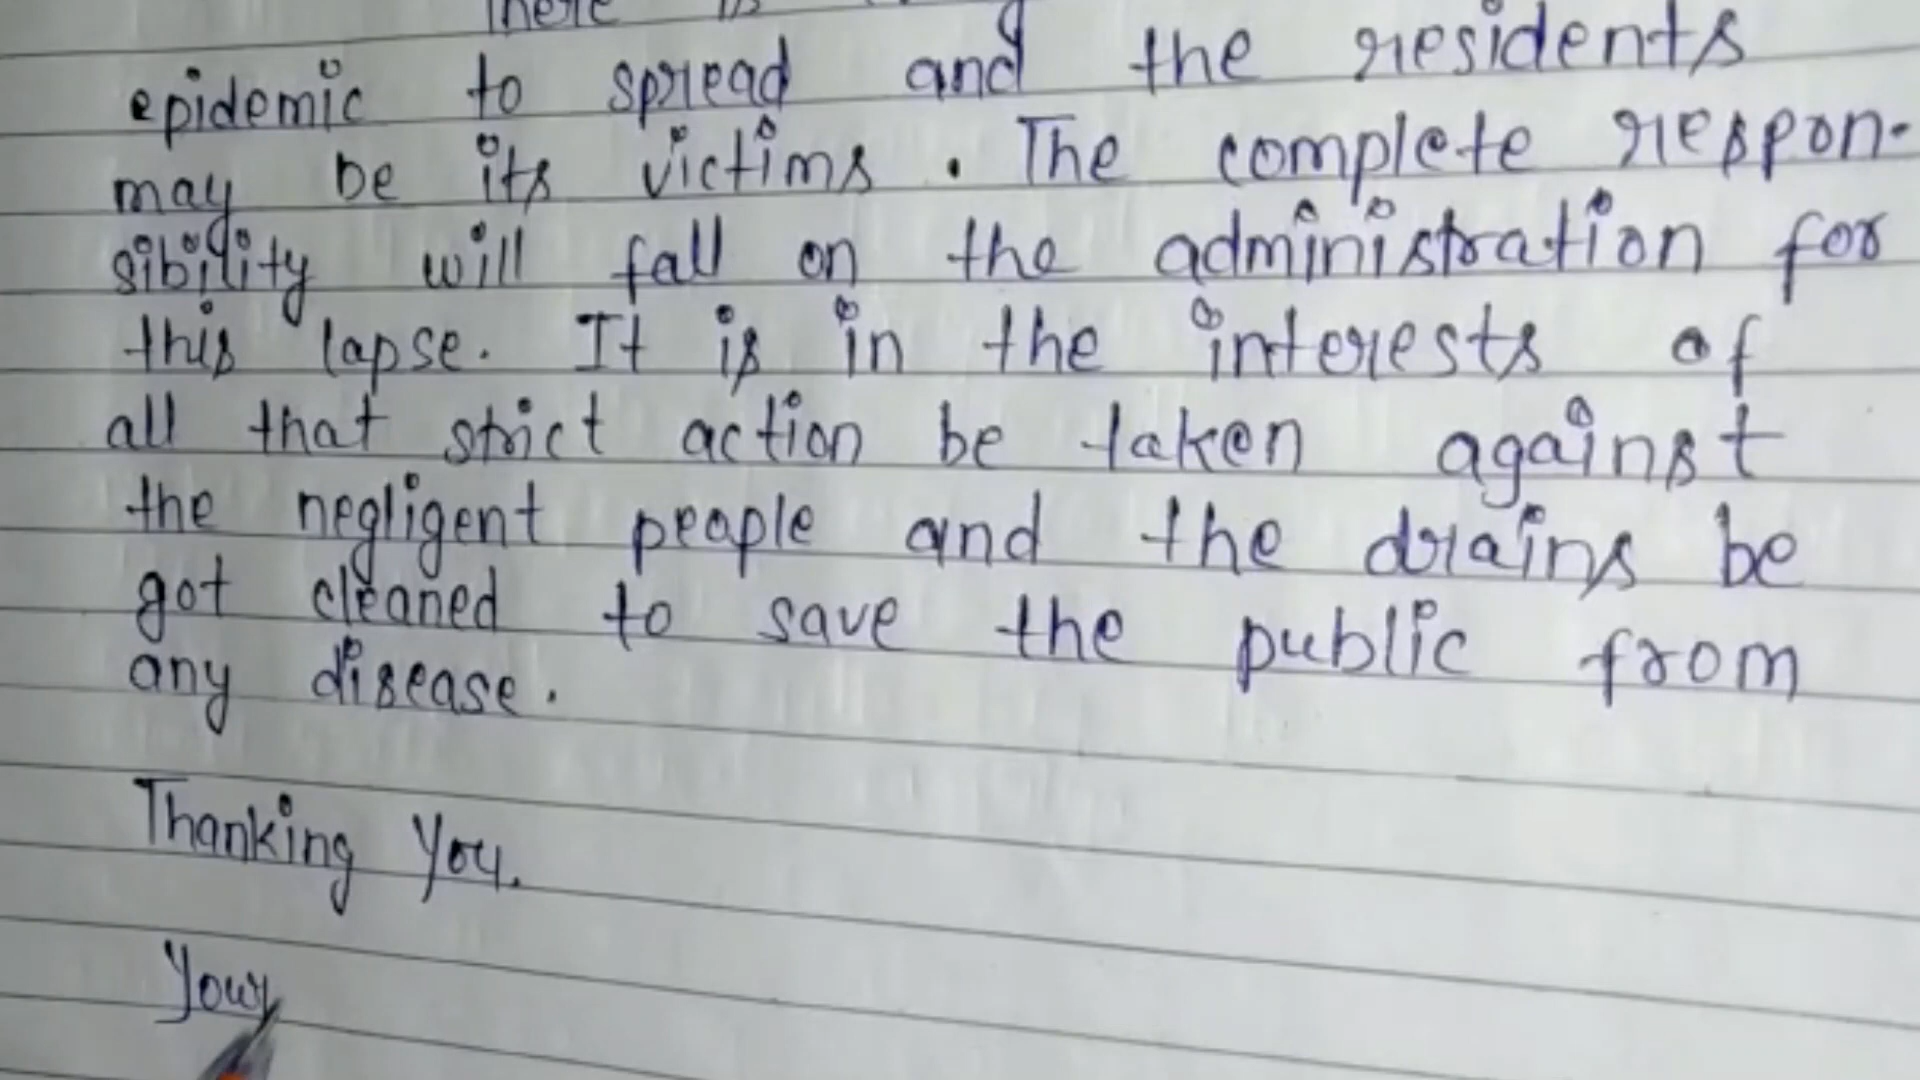 There is
epidemic to spread and the residents
may be its victims. The complete respon-
sibility will fall on the administration for
this lapse. It is in the interests of
all that strict action be taken against
the negligent people and the drains be
got cleaned to save the public from
any disease.
Thanking You.
Your